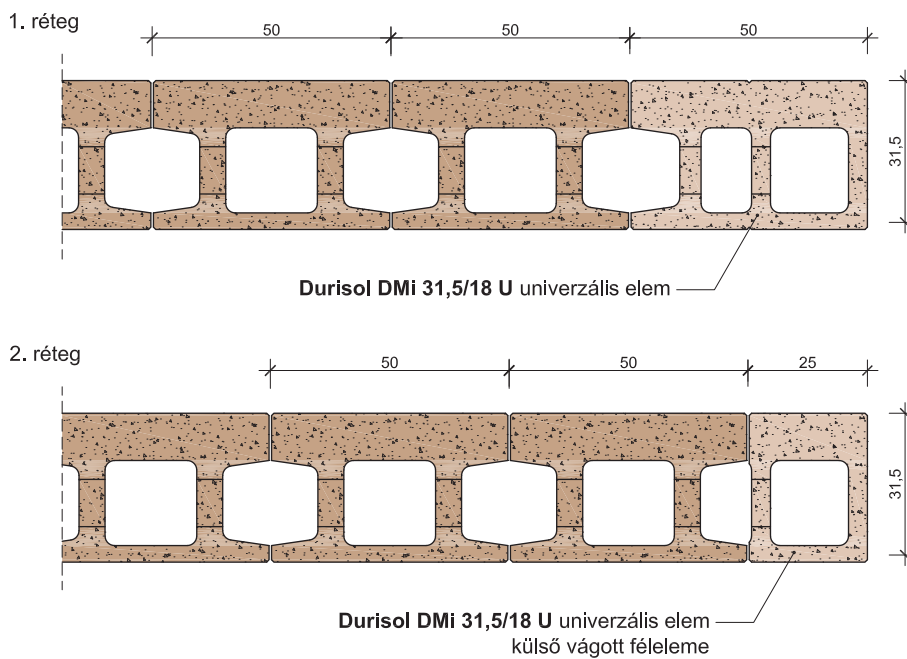 1. réteg
50
50
50
31,5
Durisol DMi 31,5/18 U univerzális elem
2. réteg
50
50
25
31,5
Durisol DMi 31,5/18 U univerzális elem
külső vágott féleleme